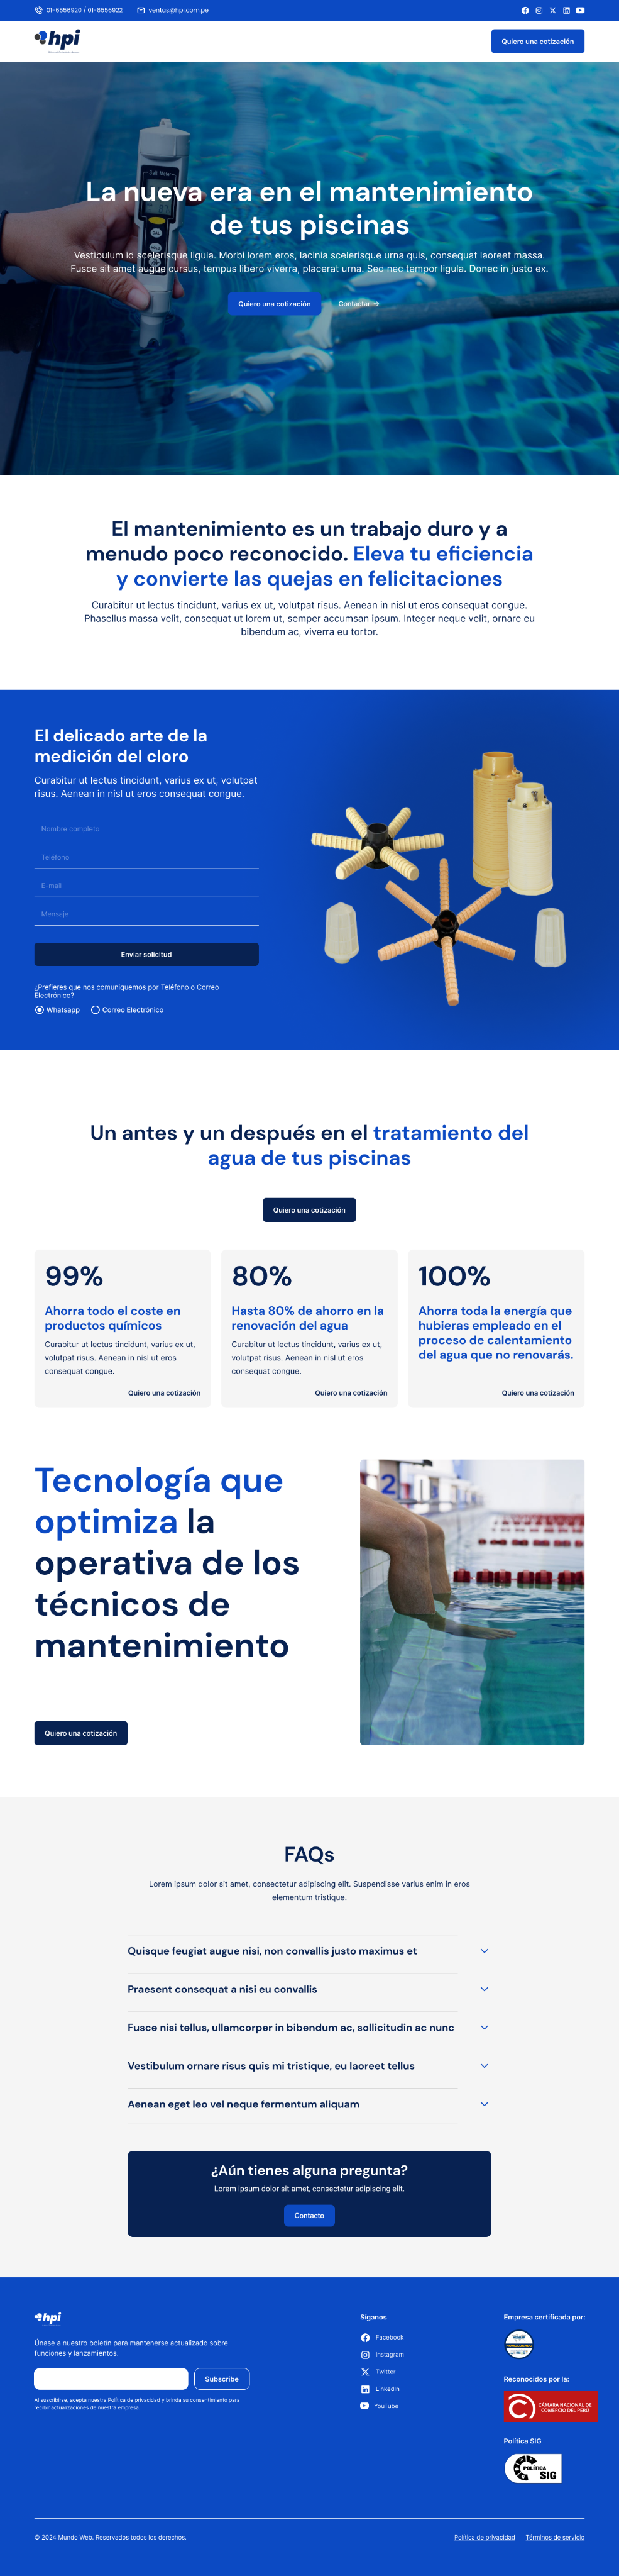 01-6556920 / 01-6556922
ventas@hpi.com.pe
hpi
Quiero una cotización
La nueva era en el mantenimiento
de tus piscinas
Vestibulum id scelerisque ligula. Morbi lorem eros, lacinia scelerisque urna quis, consequat laoreet massa.
Fusce sit amet augue cursus, tempus libero viverra, placerat urna. Sed nec tempor ligula. Donec in justo ex.
Quiero una cotización
Contactar →
El mantenimiento es un trabajo duro y a
menudo poco reconocido. Eleva tu eficiencia
y convierte las quejas en felicitaciones
Curabitur ut lectus tincidunt, varius ex ut, volutpat risus. Aenean in nisl ut eros consequat congue.
Phasellus massa velit, consequat ut lorem ut, semper accumsan ipsum. Integer neque velit, ornare eu
bibendum ac, viverra eu tortor.
El delicado arte de la
medición del cloro
Curabitur ut lectus tincidunt, varius ex ut, volutpat
risus. Aenean in nisl ut eros consequat congue.
Nombre completo
Teléfono
E-mail
Mensaje
Enviar solicitud
¿Prefieres que nos comuniquemos por Teléfono o Correo
Electrónico?
Whatsapp
Correo Electrónico
Un antes y un después en el tratamiento del
agua de tus piscinas
Quiero una cotización
99%
Ahorra todo el coste en
productos químicos
Curabitur ut lectus tincidunt, varius ex ut,
volutpat risus. Aenean in nisl ut eros
consequat congue.
Quiero una cotización
80%
Hasta 80% de ahorro en la
renovación del agua
Curabitur ut lectus tincidunt, varius ex ut,
volutpat risus. Aenean in nisl ut eros
consequat congue.
Quiero una cotización
100%
Ahorra toda la energía que
hubieras empleado en el
proceso de calentamiento
del agua que no renovarás.
Quiero una cotización
Tecnología que
optimiza la
operativa de los
técnicos de
mantenimiento
Quiero una cotización
2
FAQs
Lorem ipsum dolor sit amet, consectetur adipiscing elit. Suspendisse varius enim in eros
elementum tristique.
Quisque feugiat augue nisi, non convallis justo maximus et
Praesent consequat a nisi eu convallis
Fusce nisi tellus, ullamcorper in bibendum ac, sollicitudin ac nunc
Vestibulum ornare risus quis mi tristique, eu laoreet tellus
Aenean eget leo vel neque fermentum aliquam
¿Aún tienes alguna pregunta?
Lorem ipsum dolor sit amet, consectetur adipiscing elit.
Contacto
hpi
Únase a nuestro boletín para mantenerse actualizado sobre
funciones y lanzamientos.
Subscribe
Al suscribirse, acepta nuestra Política de privacidad y brinda su consentimiento para
recibir actualizaciones de nuestra empresa.
Síganos
Facebook
Instagram
Twitter
LinkedIn
YouTube
Empresa certificada por:
HOMOLOGADO
Reconocidos por la:
CÁMARA NACIONAL DE
COMERCIO DEL PERÚ
Política SIG
POLÍTICA
SIG
© 2024 Mundo Web. Reservados todos los derechos.
Política de privacidad
Términos de servicio